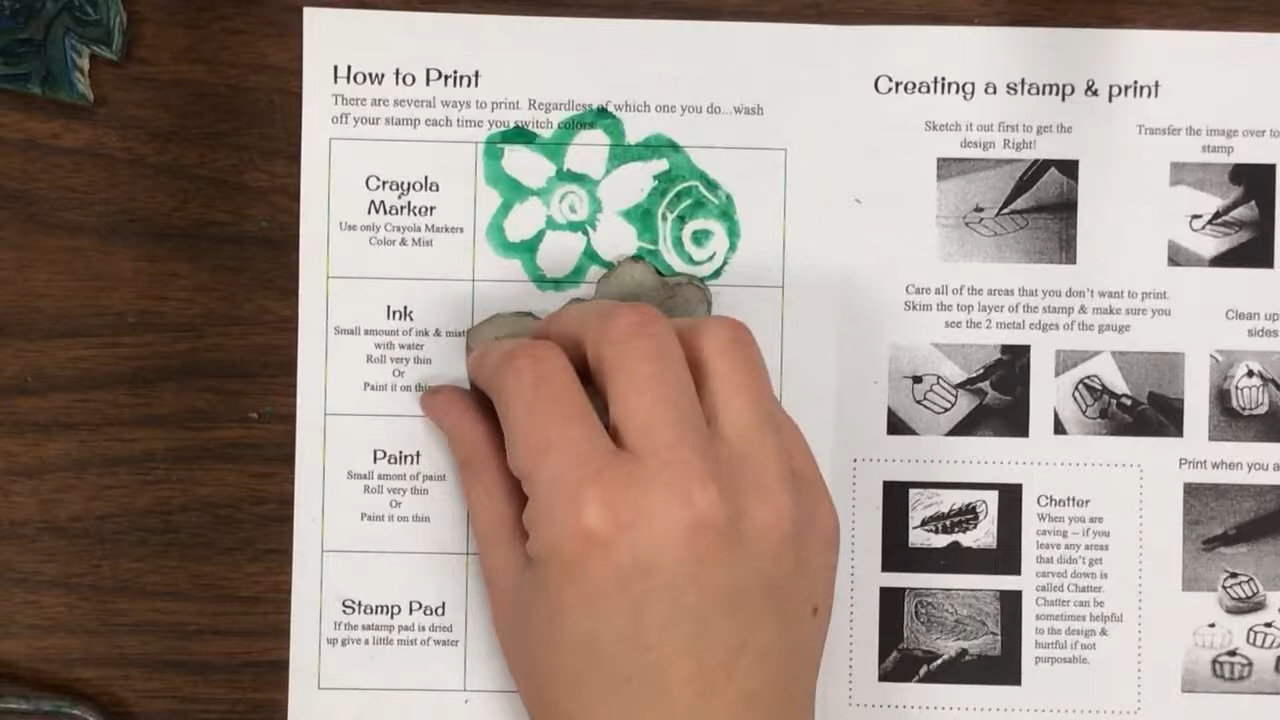 How to Print
There are several ways to print. Regardless of which one you do...wash
off your stamp each time you switch colors.
Crayola
Marker
Use only Crayola Markers
Color & Mist
Ink
Small amount of ink & mist
with water
Roll very thin
Or
Paint it on thin
Paint
Small amont of paint
Roll very thin
Or
Paint it on thin
Stamp Pad
If the satamp pad is dried
up give a little mist of water
Creating a stamp & print
Sketch it out first to get the
design Right!
Transfer the image over to
stamp
Care all of the areas that you don't want to print.
Skim the top layer of the stamp & make sure you
see the 2 metal edges of the gauge
Clean up
sides
Chatter
When you are
caving – if you
leave any areas
that didn't get
carved down is
called Chatter.
Chatter can be
sometimes helpful
to the design &
hurtful if not
purposable.
Print when you a